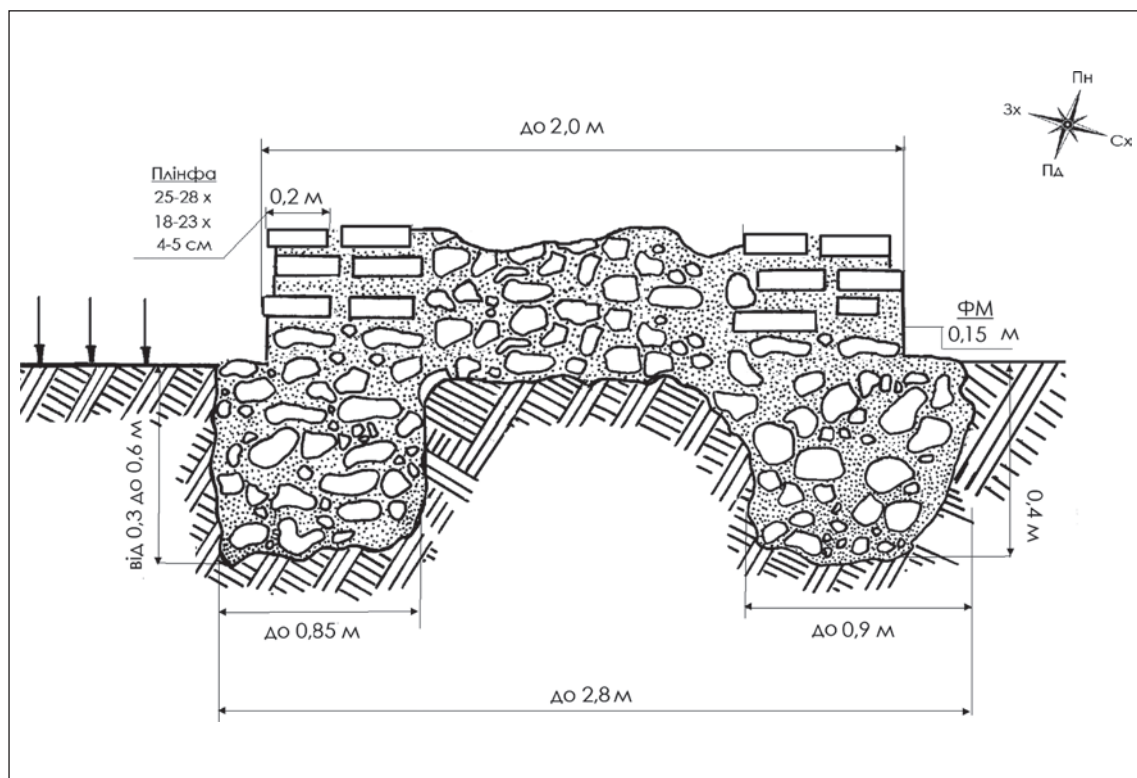 Пн
Зх
Сх
Пд
до 2,0 м
Плінфа
25-28 х
18-23 х
4-5 см
0,2 м
ФМ
0,15 м
від 0,3 до 0,6 м
0,4 м
до 0,85 м
до 0,9 м
до 2,8 м